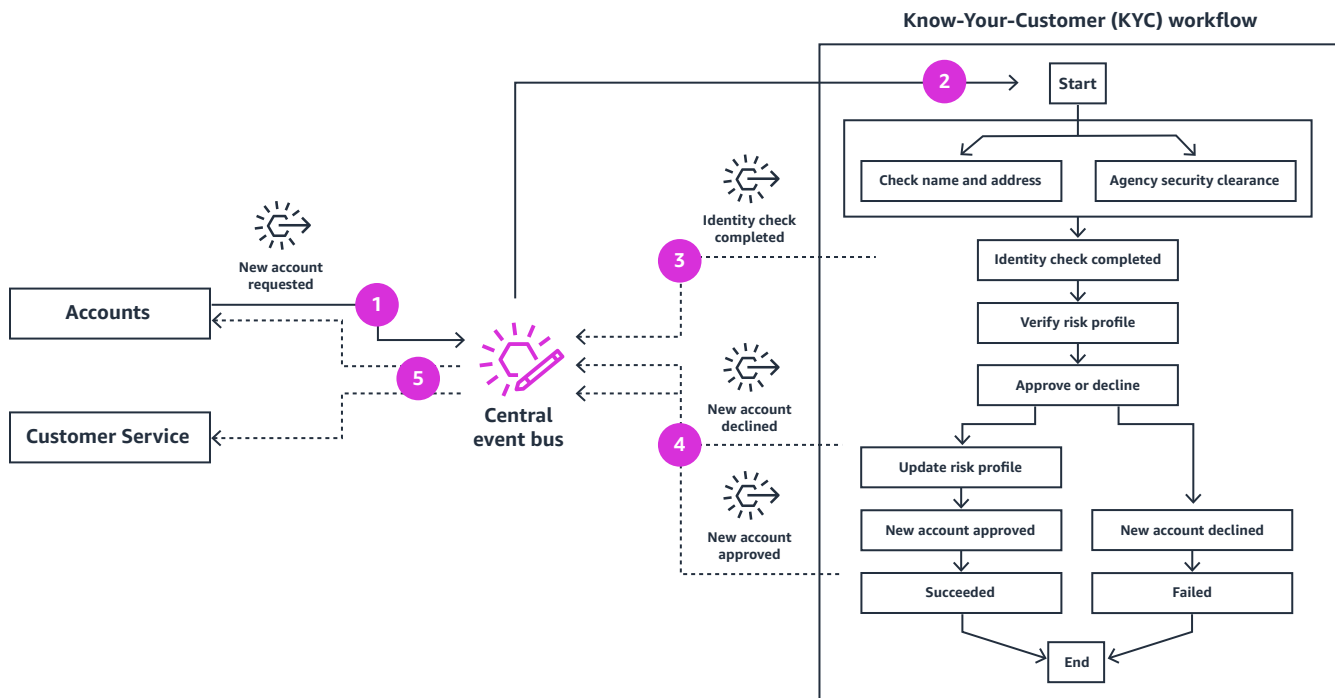 Know-Your-Customer (KYC) workflow
2
Start
Check name and address
Agency security clearance
Identity check
completed
3
Identity check completed
New account
requested
1
Accounts
Verify risk profile
5
Approve or decline
Central
event bus
New account
declined
Customer Service
4
Update risk profile
New account
approved
New account approved
New account declined
Succeeded
Failed
End